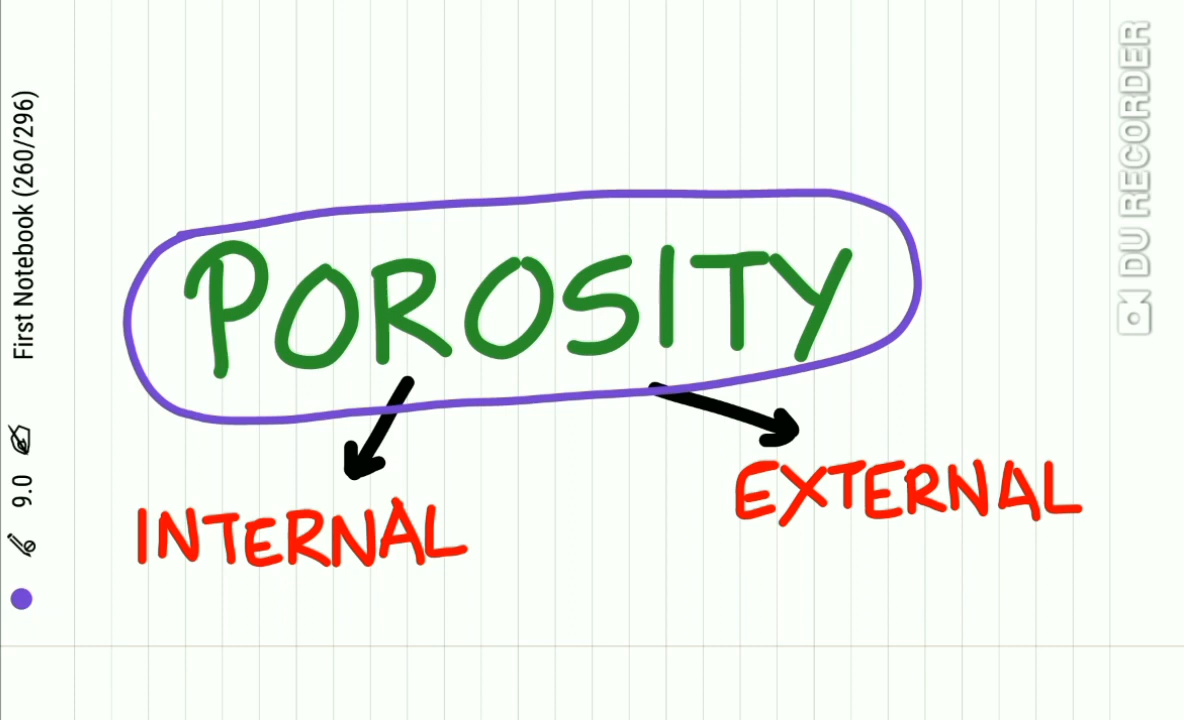 POROSITY
INTERNAL
EXTERNAL
First Notebook (260/296)
9.0
DU RECORDER